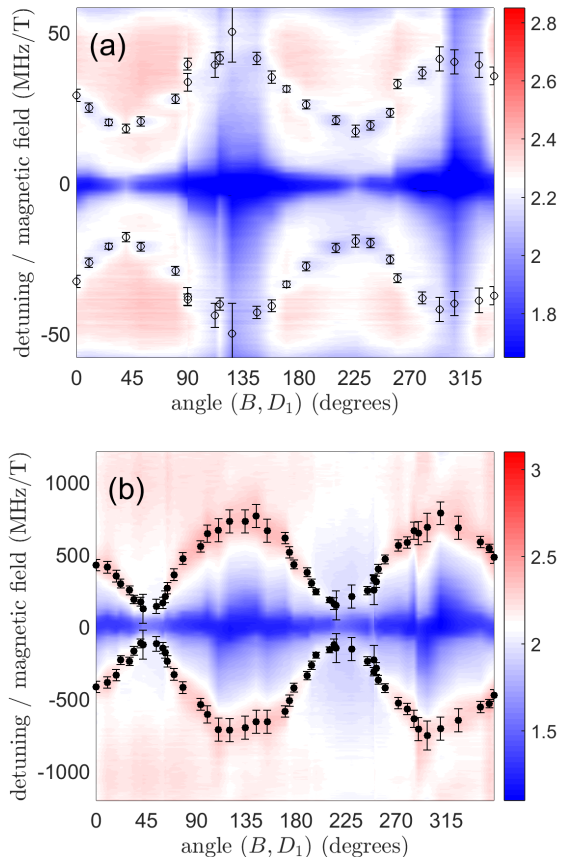 (a)
detuning / magnetic field (MHz/T)
50
0
-50
0 45 90 135 180 225 270 315
angle (B, D₁) (degrees)
2.8
2.6
2.4
2.2
2
1.8
(b)
detuning / magnetic field (MHz/T)
1000
500
0
-500
-1000
0 45 90 135 180 225 270 315
angle (B, D₁) (degrees)
3
2.5
2
1.5